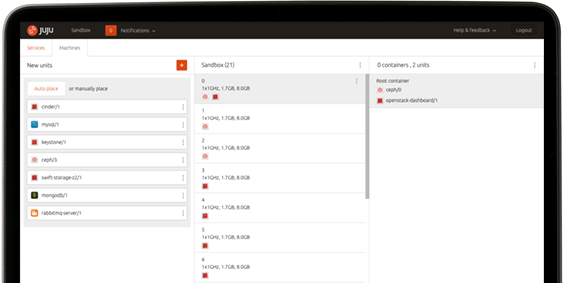 juju Sandbox 0 Notifications Help & feedback Logout
Services Machines
New units
Auto place or manually place
cinder/1
mysql/1
keystone/1
ceph/3
swift-storage-z2/1
mongodb/1
rabbitmq-server/1
Sandbox (21)
0
1x1GHz, 1.7GB, 8.0GB
1
1x1GHz, 1.7GB, 8.0GB
2
1x1GHz, 1.7GB, 8.0GB
3
1x1GHz, 1.7GB, 8.0GB
4
1x1GHz, 1.7GB, 8.0GB
5
1x1GHz, 1.7GB, 8.0GB
6
1x1GHz, 1.7GB, 8.0GB
0 containers, 2 units
Root container
ceph/0
openstack-dashboard/1